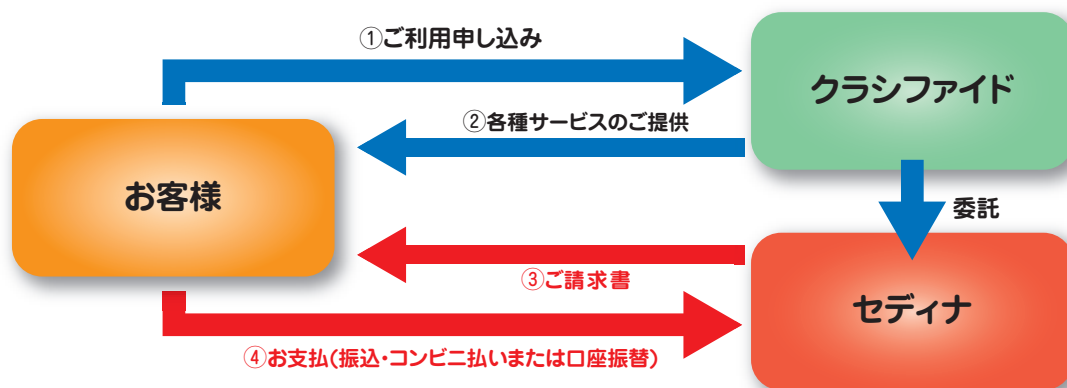 ①ご利用申し込み
クラシファイド
②各種サービスのご提供
お客様
委託
③ご請求書
セディナ
④お支払(振込・コンビニ払いまたは口座振替)